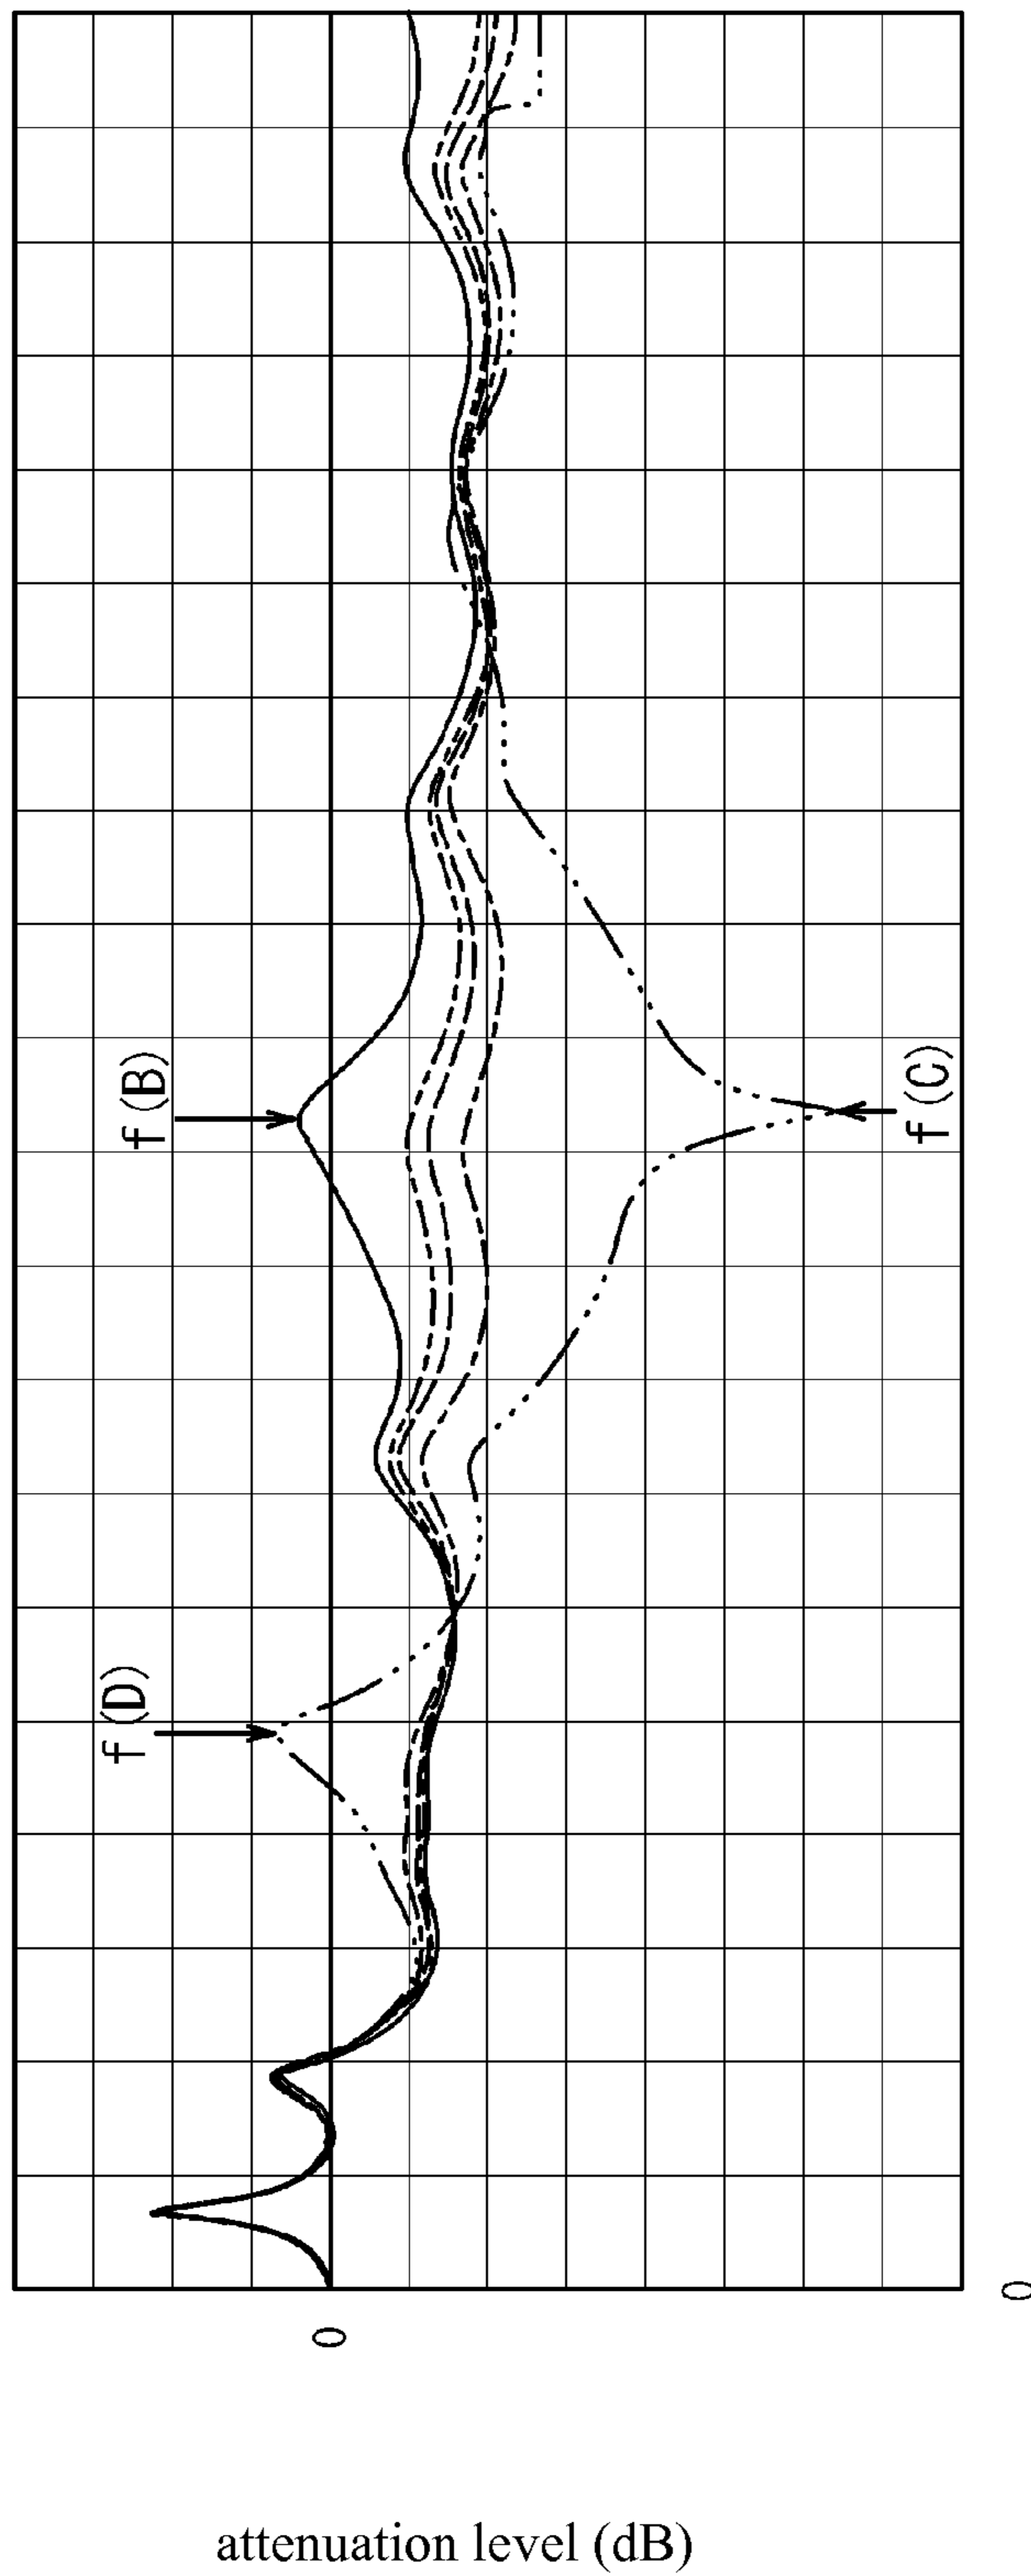 f(B)
f(C)
f(D)
0
0
attenuation level (dB)